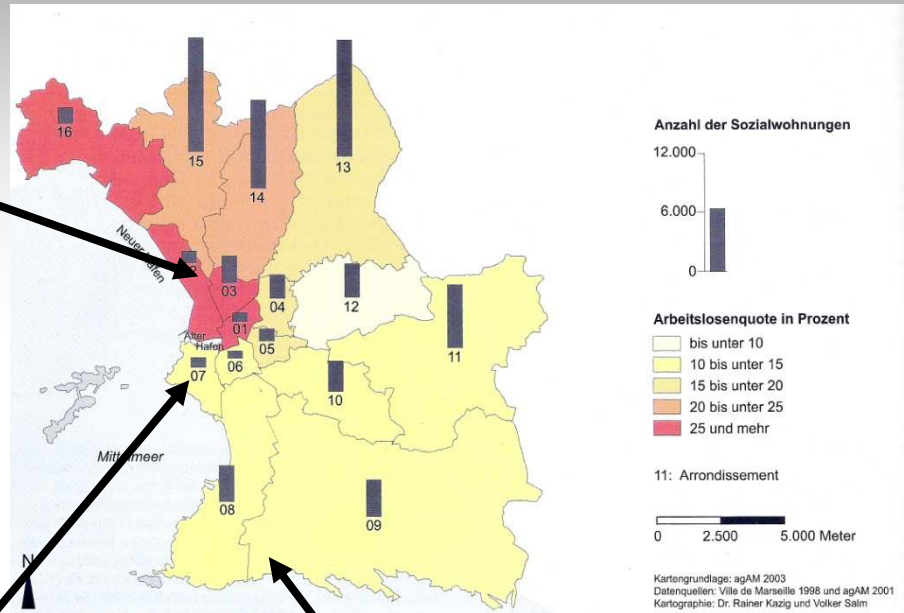 16
15
14
13
Neuer Hafen
03
04
01
05
Alter
Hafen
06
07
12
11
10
Mittelmeer
08
09
N
Anzahl der Sozialwohnungen
12.000
6.000
0
Arbeitslosenquote in Prozent
bis unter 10
10 bis unter 15
15 bis unter 20
20 bis unter 25
25 und mehr
11: Arrondissement
0 2.500 5.000 Meter
Kartengrundlage: agAM 2003
Datenquellen: Ville de Marseille 1998 und agAM 2001
Kartographie: Dr. Rainer Kazig und Volker Salm